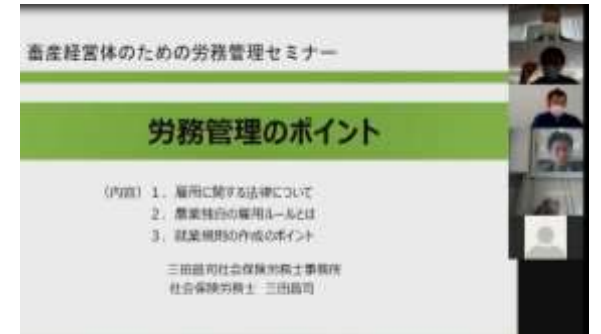 畜産経営体のための労務管理セミナー
労務管理のポイント
(内容) 1. 雇用に関する法律について
2. 農業独自の雇用ルールとは
3. 就業規則の作成のポイント
三田昌司社会保険労務士事務所
社会保険労務士 三田昌司